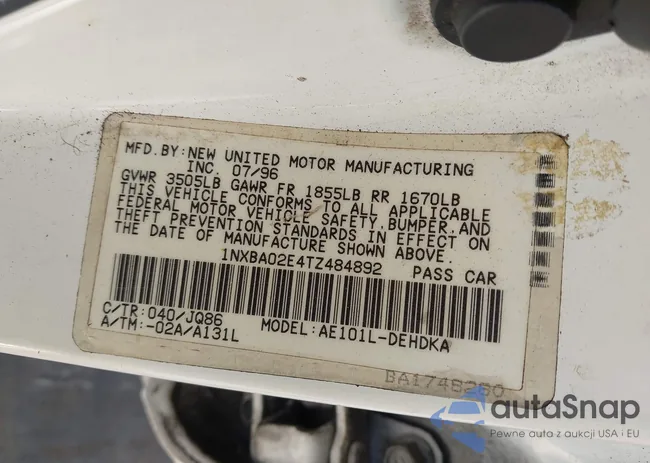 MFD.BY:NEW UNITED MOTOR MANUFACTURING
INC. 07/96
GVWR 3505LB GAWR FR 1855LB RR 1670LB
THIS VEHICLE CONFORMS TO ALL APPLICABLE
FEDERAL MOTOR VEHICLE SAFETY,BUMPER,AND
THEFT PREVENTION STANDARDS IN EFFECT ON
THE DATE OF MANUFACTURE SHOWN ABOVE.
1NXBA02E4TZ484892 PASS CAR
C/TR:040/JQ86 MODEL:AE101L-DEHDKA
A/TM:-02A/A131L
BA1748260
autaSnap
Pewne auta z aukcji USA i EU